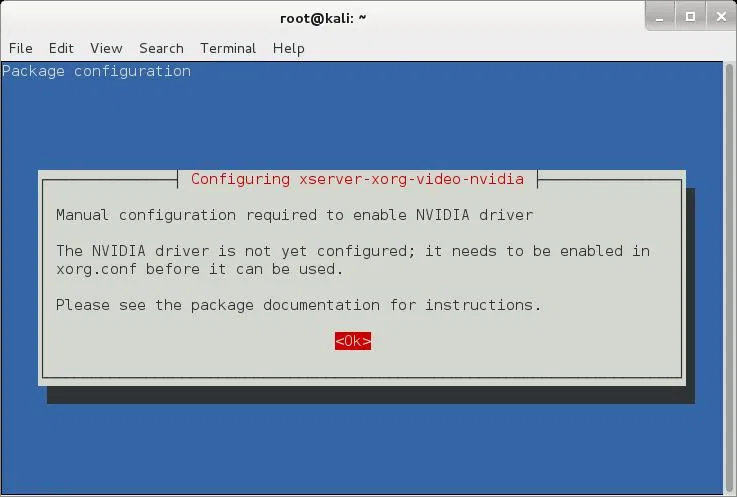 root@kali: ~
File Edit View Search Terminal Help
Package configuration
Configuring xserver-xorg-video-nvidia
Manual configuration required to enable NVIDIA driver
The NVIDIA driver is not yet configured; it needs to be enabled in
xorg.conf before it can be used.
Please see the package documentation for instructions.
<Ok>